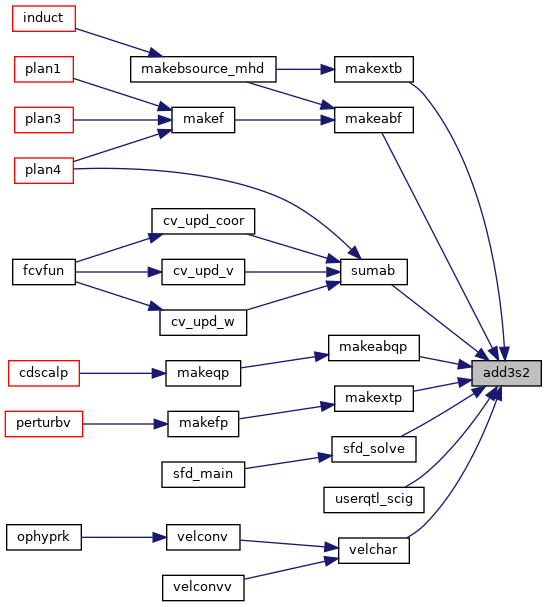 induct
plan1
makebsource_mhd
makextb
plan3
makef
makeabf
plan4
cv_upd_coor
fcvfun
cv_upd_v
sumab
cv_upd_w
makeabqp
cdscalp
makeqp
add3s2
makextp
perturbv
makefp
sfd_solve
sfd_main
userqtl_scig
ophyprk
velconv
velchar
velconvv